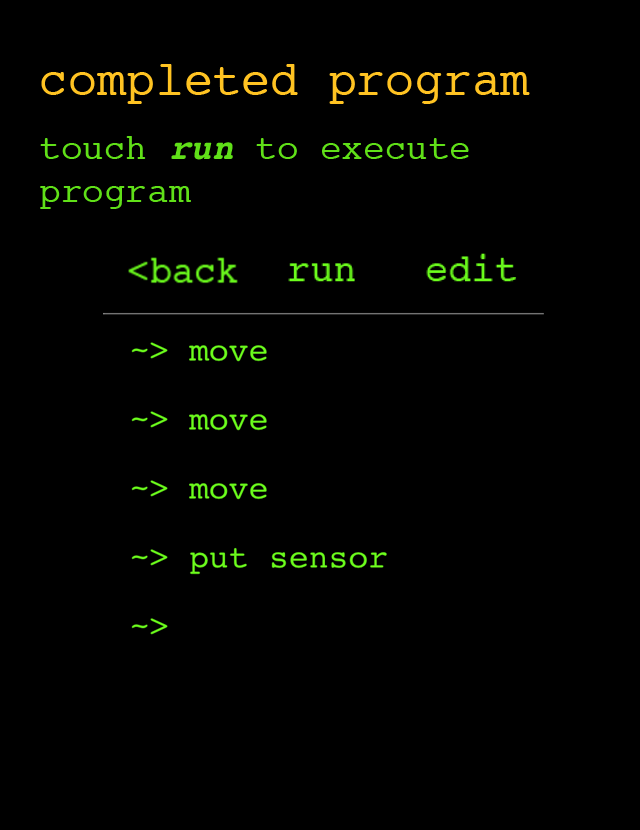 completed program
touch run to execute
program
<back run edit
~> move
~> move
~> move
~> put sensor
~>